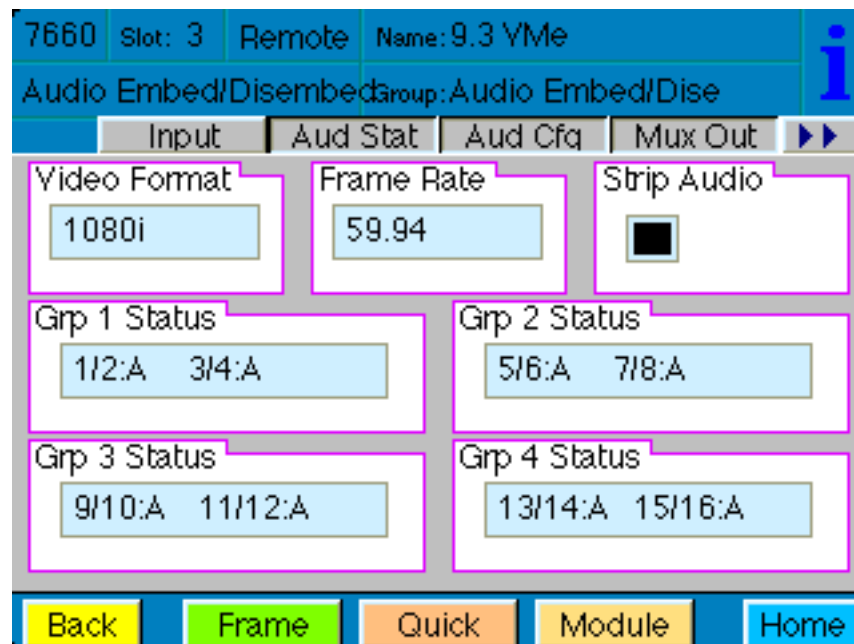 7660 Slot: 3 Remote Name: 9.3 VMe i
Audio Embed/Disembed Group: Audio Embed/Dise
Input Aud Stat Aud Cfg Mux Out
Video Format Frame Rate Strip Audio
1080i 59.94
Grp 1 Status Grp 2 Status
1/2:A 3/4:A 5/6:A 7/8:A
Grp 3 Status Grp 4 Status
9/10:A 11/12:A 13/14:A 15/16:A
Back Frame Quick Module Home